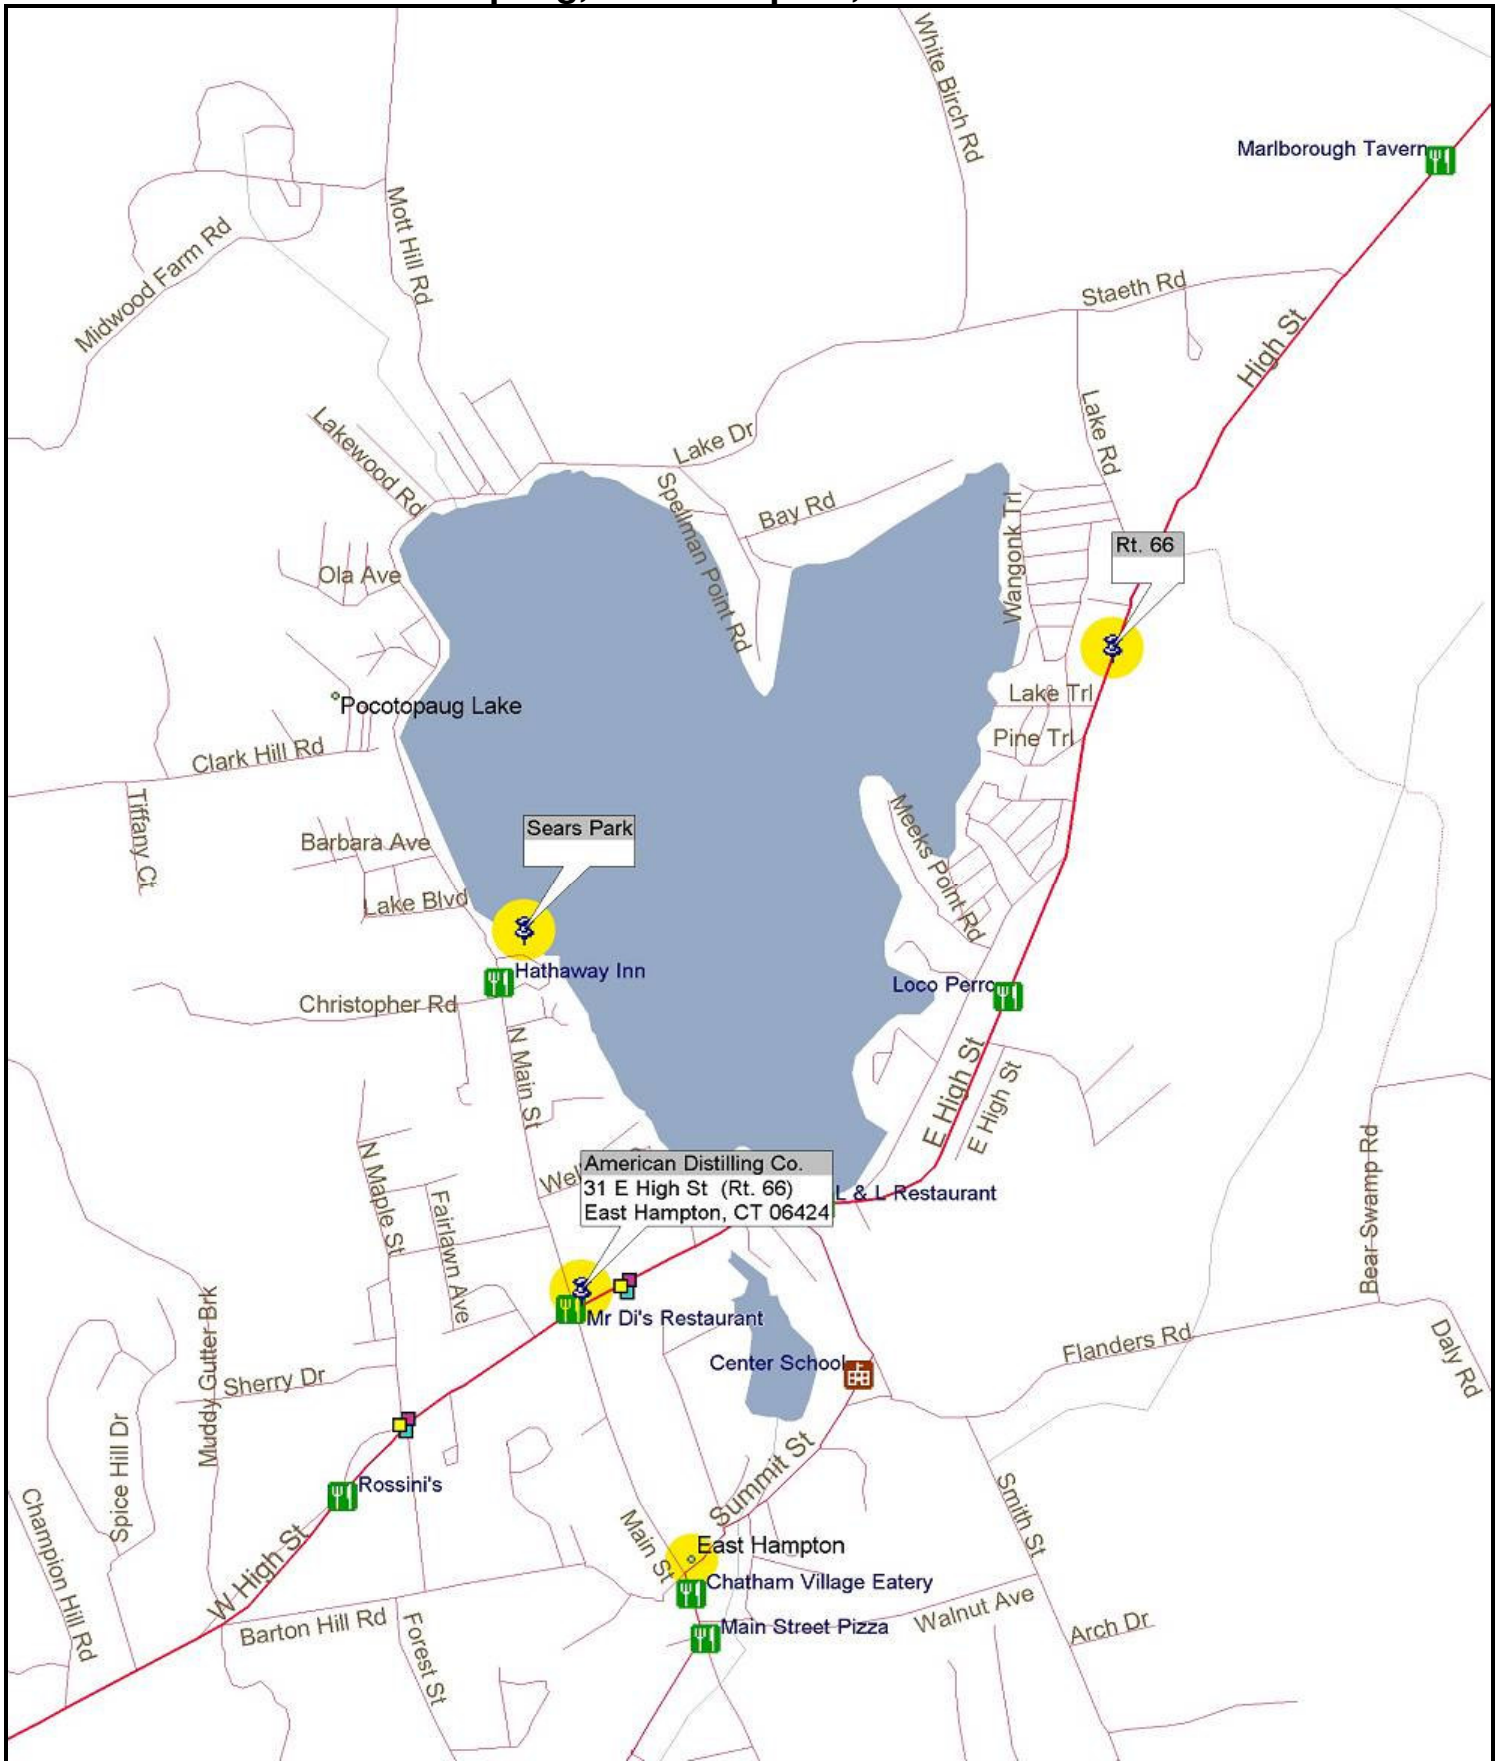 White Birch Rd
Marlborough Tavern
Mott Hill Rd
Midwood Farm Rd
Staeth Rd
High St
Lake Rd
Lakewood Rd
Lake Dr
Spellman Point Rd
Bay Rd
Wangonk Trl
Rt. 66
Ola Ave
Pocotopaug Lake
Lake Trl
Pine Trl
Clark Hill Rd
Tiffany Ct
Barbara Ave
Sears Park
Meeks Point Rd
Lake Blvd
Hathaway Inn
Loco Perro
Christopher Rd
N Main St
E High St
E High St
N Maple St
Bear Swamp Rd
American Distilling Co.
31 E High St (Rt. 66)
East Hampton, CT 06424
L & L Restaurant
Fairlawn Ave
Muddy Gutter Brk
Mr Di's Restaurant
Flanders Rd
Daly Rd
Center School
Sherry Dr
Spice Hill Dr
Summit St
Rossini's
Champion Hill Rd
Smith St
Main St
East Hampton
W High St
Chatham Village Eatery
Barton Hill Rd
Forest St
Main Street Pizza
Walnut Ave
Arch Dr